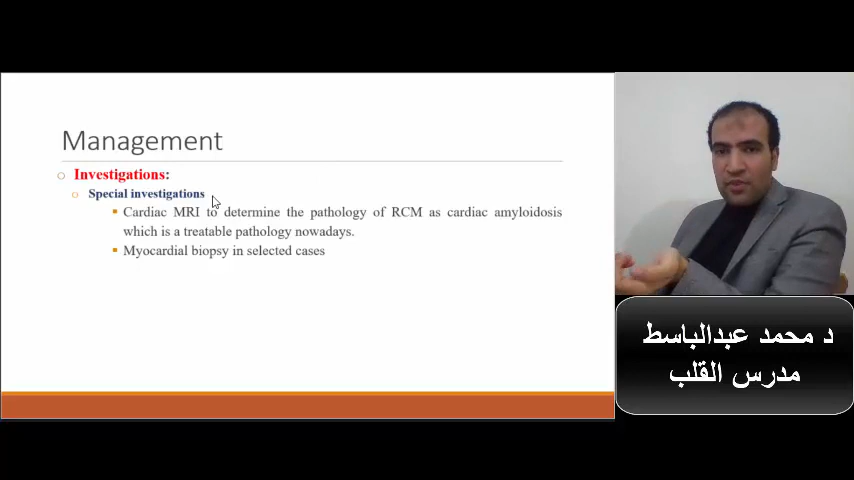 Management
Investigations:
Special investigations
Cardiac MRI to determine the pathology of RCM as cardiac amyloidosis
which is a treatable pathology nowadays.
Myocardial biopsy in selected cases
د محمد عبدالباسط
مدرس القلب